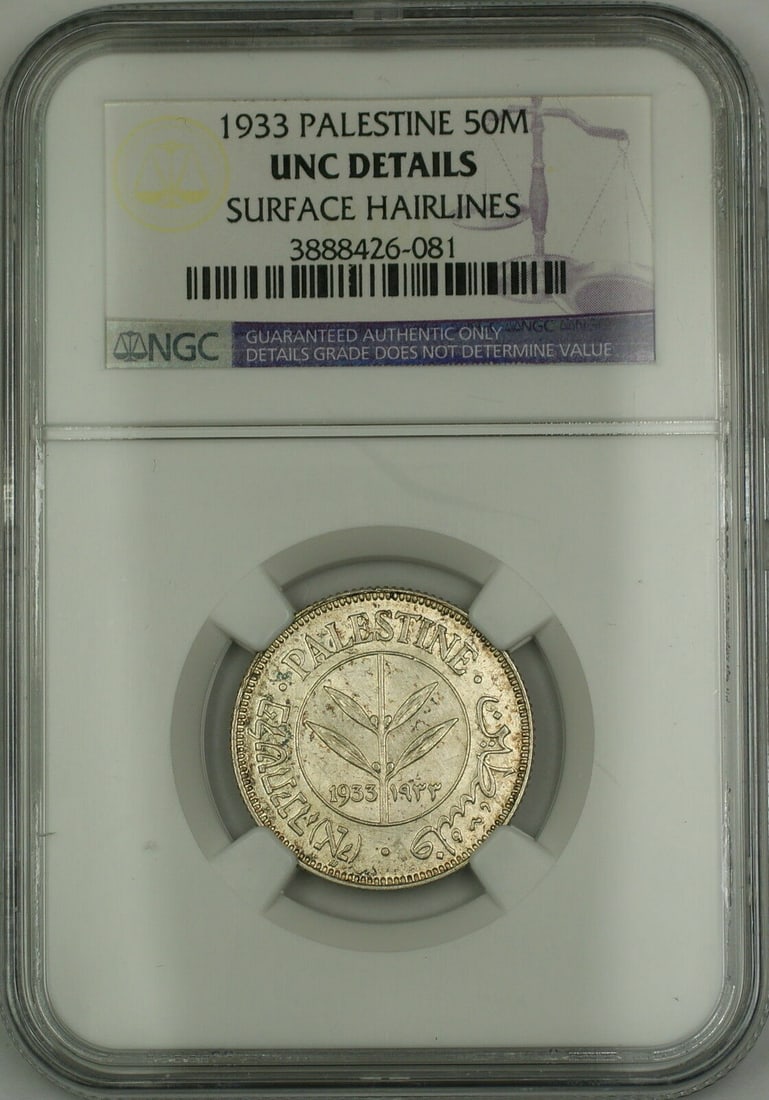 1933 PALESTINE 50M
UNC DETAILS
SURFACE HAIRLINES
3888426-081
NGC
GUARANTEED AUTHENTIC ONLY
DETAILS GRADE DOES NOT DETERMINE VALUE
NGC
PALESTINE
فلسطين
פלשתינה (א״י)
1933 ١٩٣٣